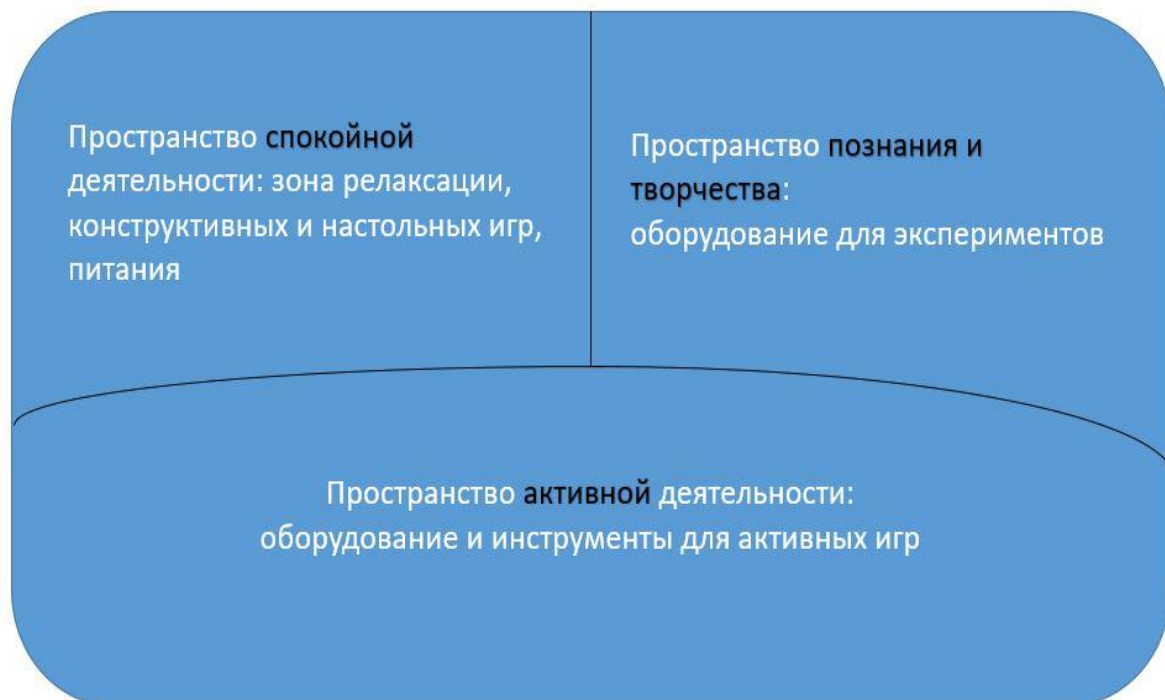 Пространство спокойной
деятельности: зона релаксации,
конструктивных и настольных игр,
питания
Пространство познания и
творчества:
оборудование для экспериментов
Пространство активной деятельности:
оборудование и инструменты для активных игр